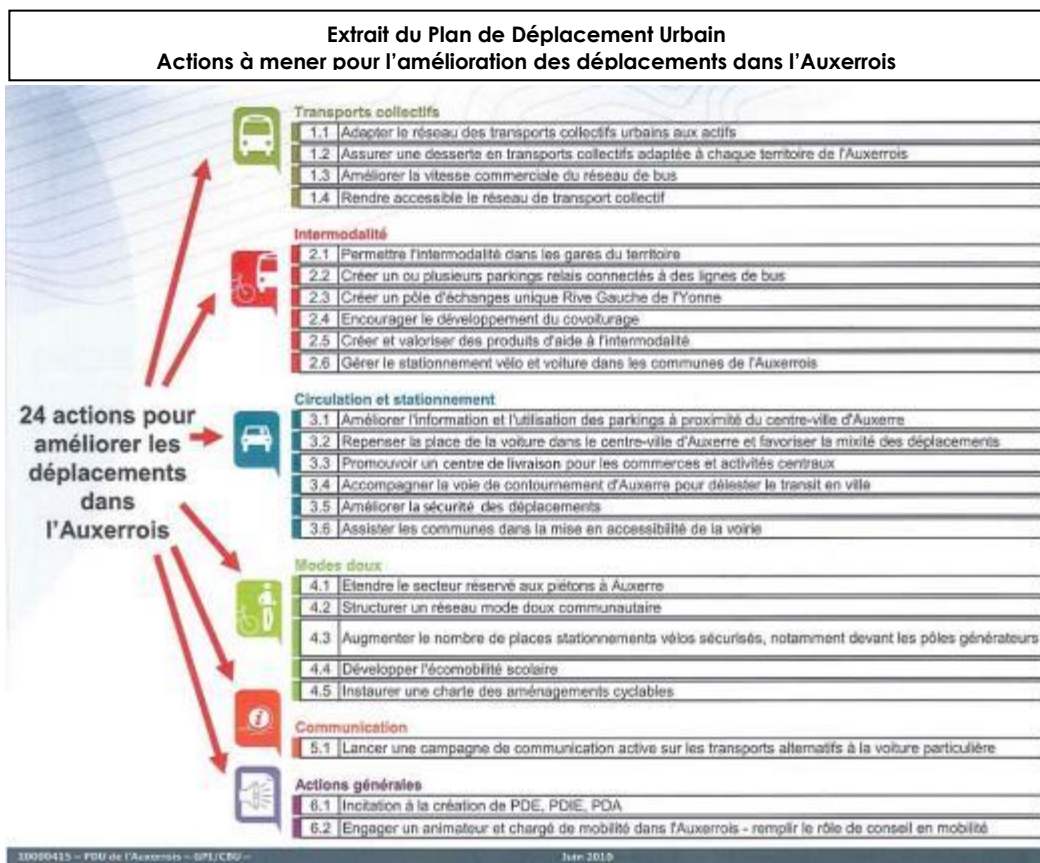 Extrait du Plan de Déplacement Urbain
Actions à mener pour l'amélioration des déplacements dans l'Auxerrois
24 actions pour
améliorer les
déplacements
dans
l'Auxerrois
Transports collectifs
1.1 Adapter le réseau des transports collectifs urbains aux actifs
1.2 Assurer une desserte en transports collectifs adaptée à chaque territoire de l'Auxerrois
1.3 Améliorer la vitesse commerciale du réseau de bus
1.4 Rendre accessible le réseau de transport collectif
Intermodalité
2.1 Permettre l'intermodalité dans les gares du territoire
2.2 Créer un ou plusieurs parkings relais connectés à des lignes de bus
2.3 Créer un pôle d'échanges unique Rive Gauche de l'Yonne
2.4 Encourager le développement du covoiturage
2.5 Créer et valoriser des produits d'aide à l'intermodalité
2.6 Gérer le stationnement vélo et voiture dans les communes de l'Auxerrois
Circulation et stationnement
3.1 Améliorer l'information et l'utilisation des parkings à proximité du centre-ville d'Auxerre
3.2 Repenser la place de la voiture dans le centre-ville d'Auxerre et favoriser la mixité des déplacements
3.3 Promouvoir un centre de livraison pour les commerces et activités centraux
3.4 Accompagner la voie de contournement d'Auxerre pour délester le transit en ville
3.5 Améliorer la sécurité des déplacements
3.6 Assister les communes dans la mise en accessibilité de la voirie
Modes doux
4.1 Etendre le secteur réservé aux piétons à Auxerre
4.2 Structurer un réseau mode doux communautaire
4.3 Augmenter le nombre de places stationnements vélos sécurisés, notamment devant les pôles générateurs
4.4 Développer l'écomobilité scolaire
4.5 Instaurer une charte des aménagements cyclables
Communication
5.1 Lancer une campagne de communication active sur les transports alternatifs à la voiture particulière
Actions générales
6.1 Incitation à la création de PDE, PDIE, PDA
6.2 Engager un animateur et chargé de mobilité dans l'Auxerrois - remplir le rôle de conseil en mobilité
10000415 – PDU de l'Auxerrois – GPE/CBU – Juin 2010